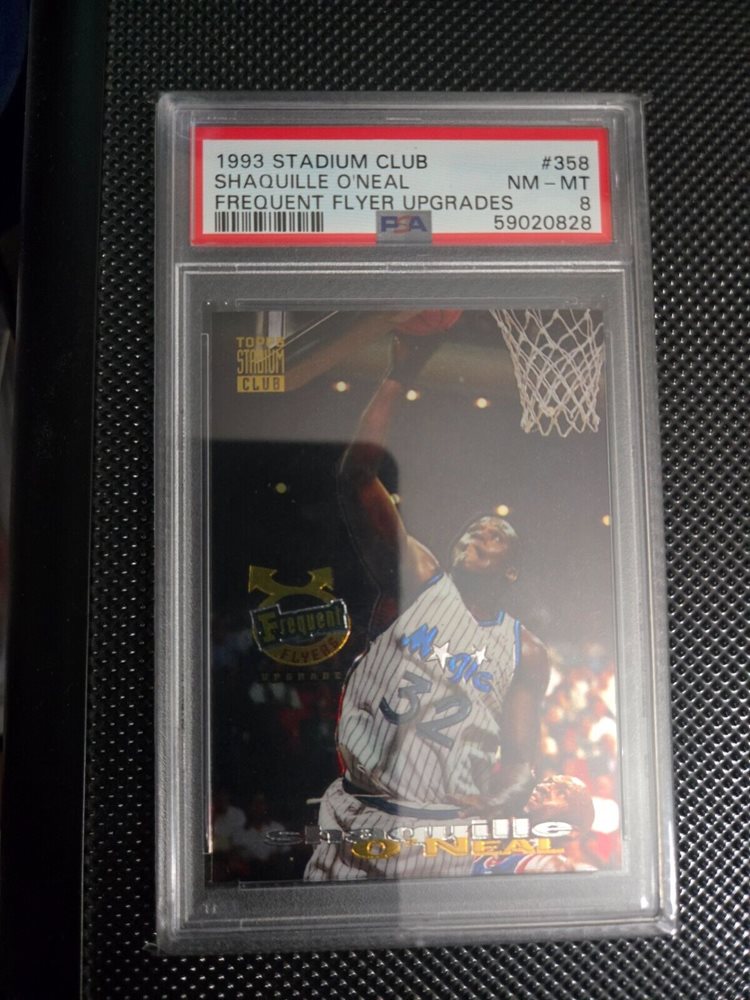 1993 STADIUM CLUB #358
SHAQUILLE O'NEAL NM - MT
FREQUENT FLYER UPGRADES 8
PSA 59020828
TOPPS
STADIUM
CLUB
Frequent
FLYERS
UPGRADE
Magic
32
shaquille
O'NEAL